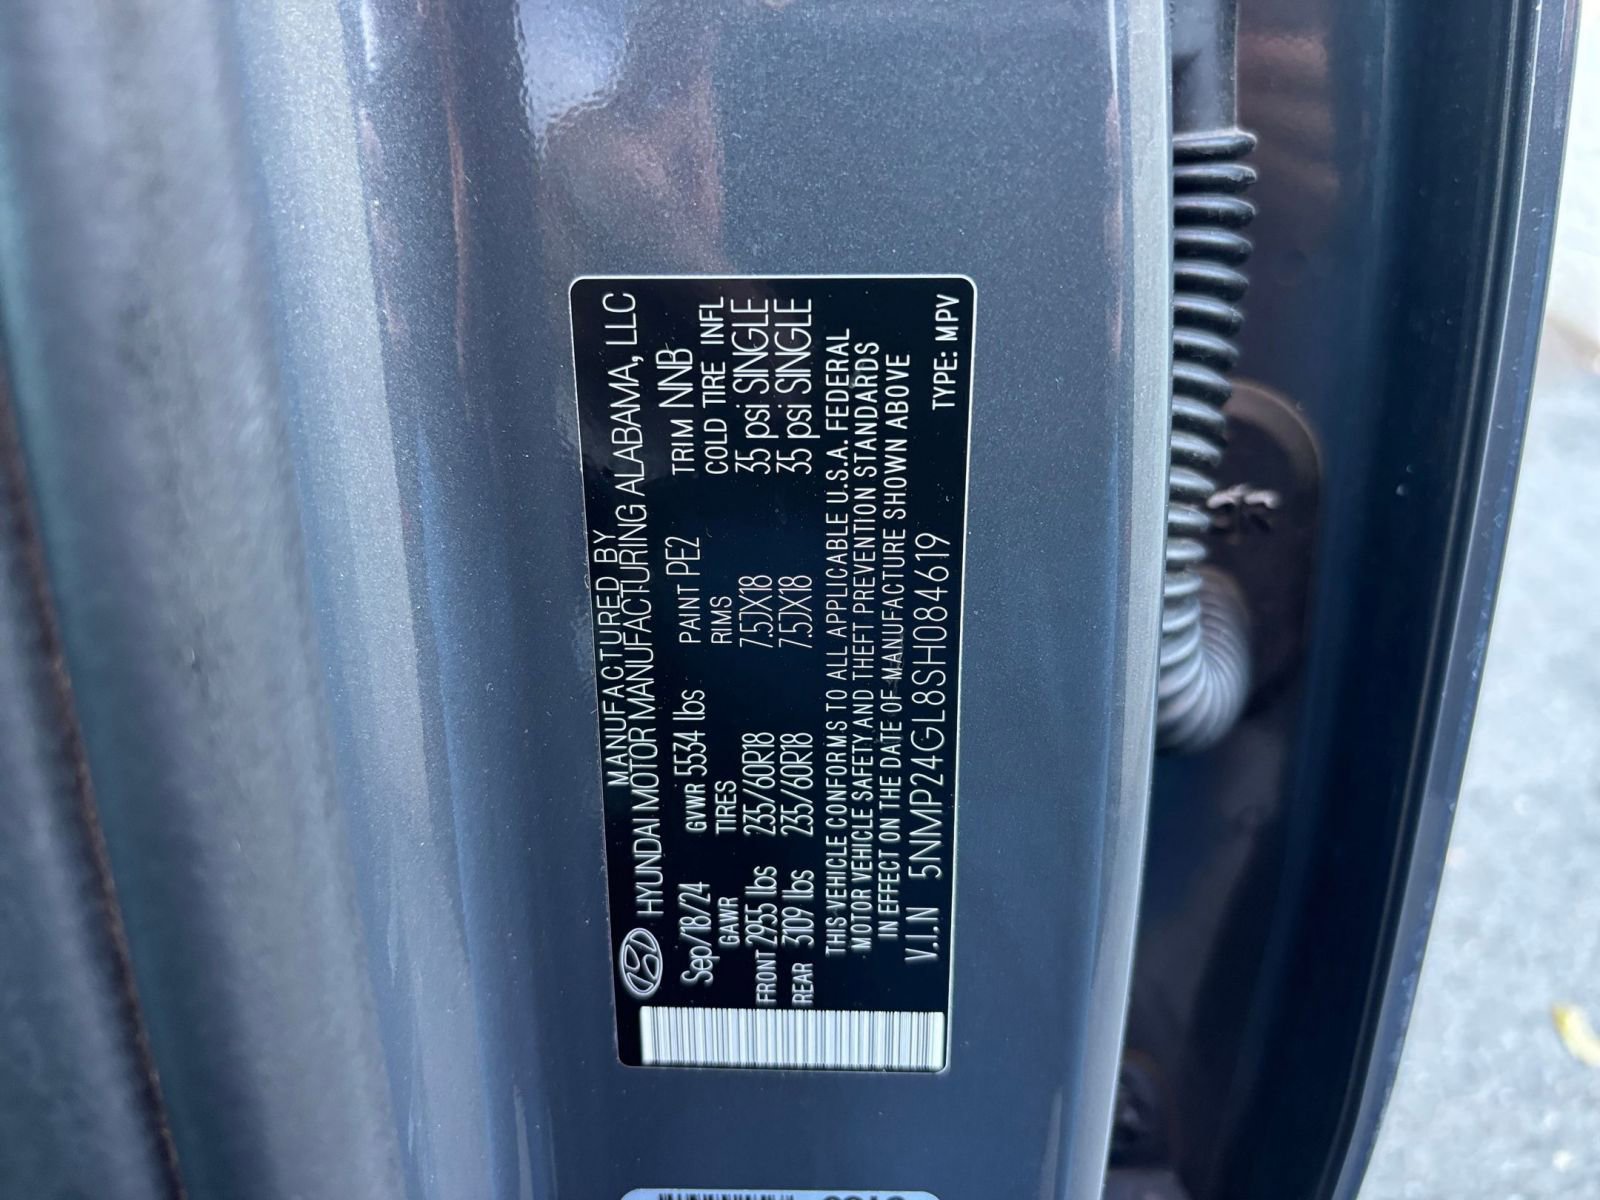 MANUFACTURED BY
HYUNDAI MOTOR MANUFACTURING ALABAMA, LLC
Sep/18/24 GVWR 5534 lbs PAINT PE2 TRIM NNB
GAWR TIRES RIMS COLD TIRE INFL
FRONT 2955 lbs 235/60R18 7.5JX18 35 psi SINGLE
REAR 3109 lbs 235/60R18 7.5JX18 35 psi SINGLE
THIS VEHICLE CONFORMS TO ALL APPLICABLE U.S.A. FEDERAL
MOTOR VEHICLE SAFETY AND THEFT PREVENTION STANDARDS
IN EFFECT ON THE DATE OF MANUFACTURE SHOWN ABOVE
V.I.N 5NMP24GL8SH084619 TYPE: MPV